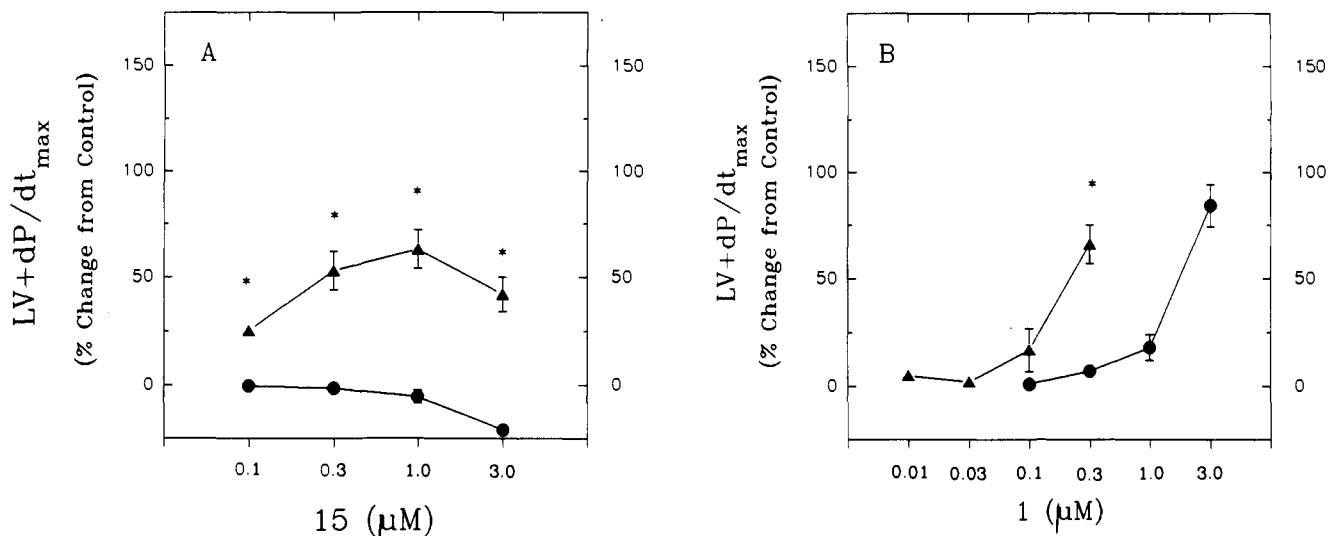 A
LV+dP/dt_max
(% Change from Control)
150
100
50
0
150
100
50
0
*
*
*
*
0.1 0.3 1.0 3.0
15 (μM)
B
LV+dP/dt_max
(% Change from Control)
150
100
50
0
150
100
50
0
*
0.01 0.03 0.1 0.3 1.0 3.0
1 (μM)